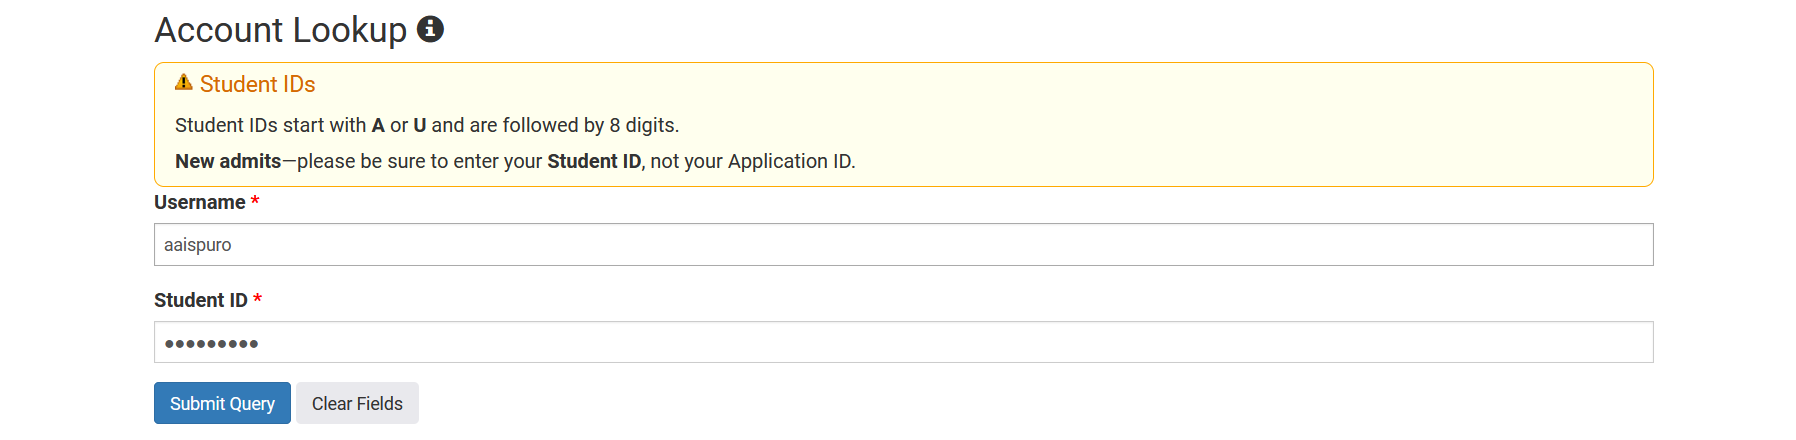 Account Lookup
Student IDs
Student IDs start with A or U and are followed by 8 digits.
New admits—please be sure to enter your Student ID, not your Application ID.
Username *
aaispuro
Student ID *
●●●●●●●●●
Submit Query Clear Fields